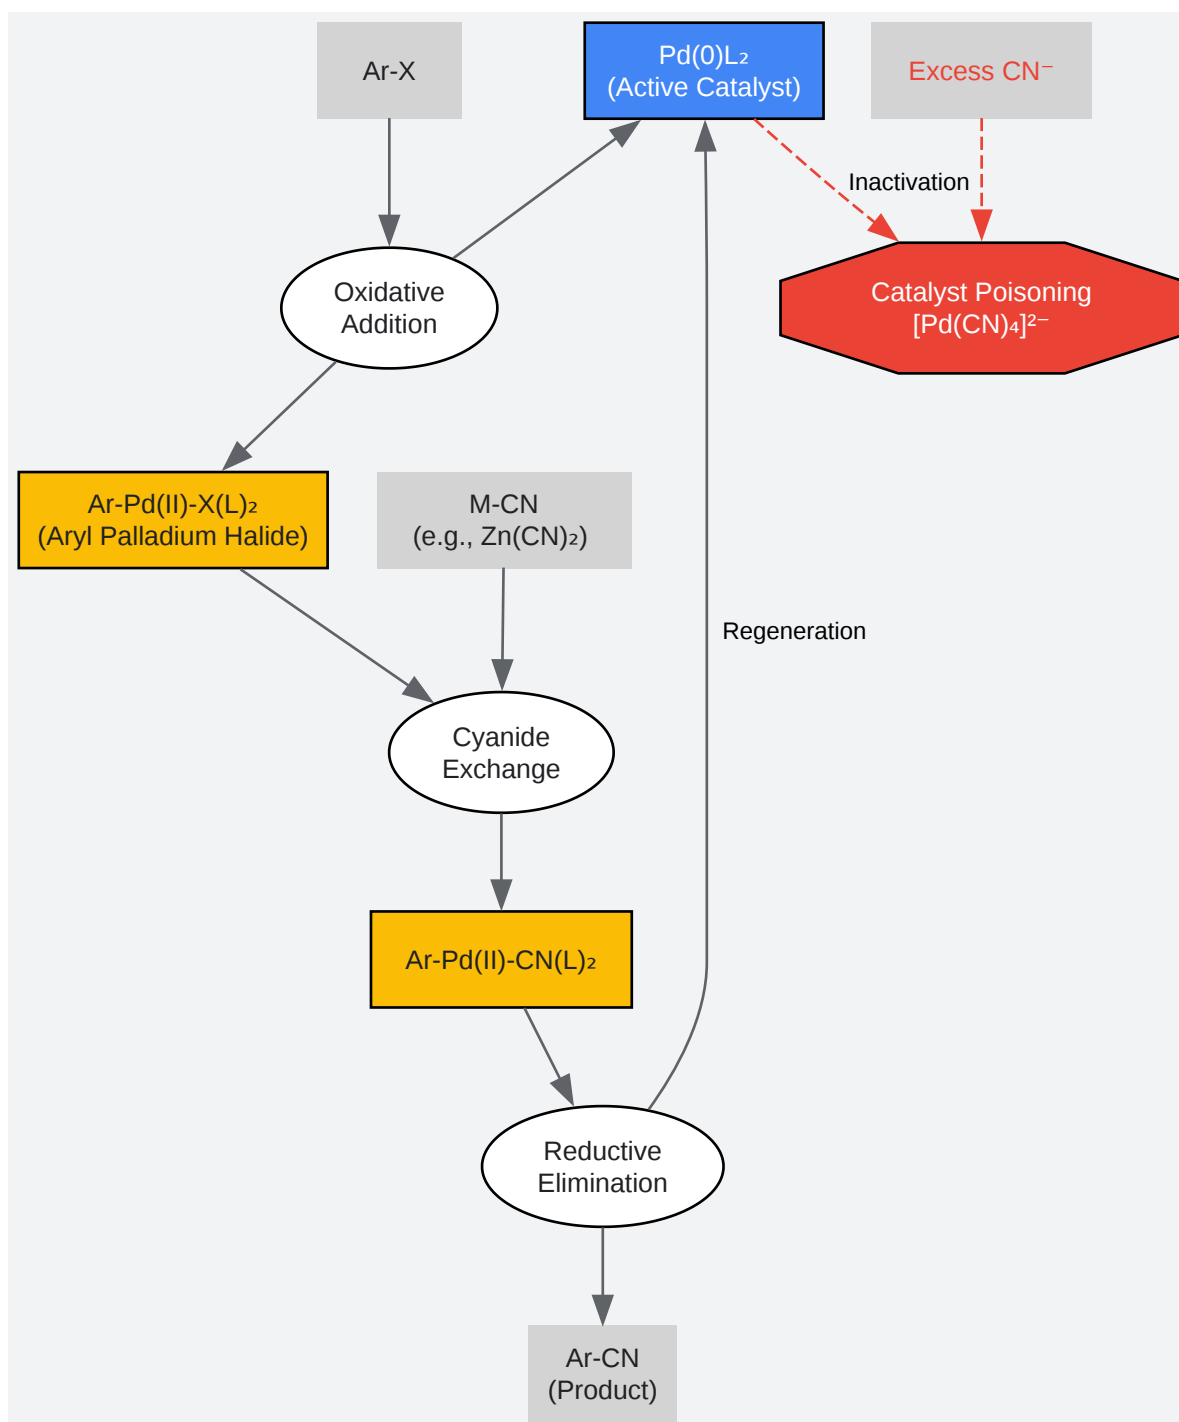 Ar-X
Pd(0)L₂
(Active Catalyst)
Excess CN⁻
Inactivation
Oxidative
Addition
Catalyst Poisoning
[Pd(CN)₄]²⁻
Ar-Pd(II)-X(L)₂
(Aryl Palladium Halide)
M-CN
(e.g., Zn(CN)₂)
Regeneration
Cyanide
Exchange
Ar-Pd(II)-CN(L)₂
Reductive
Elimination
Ar-CN
(Product)